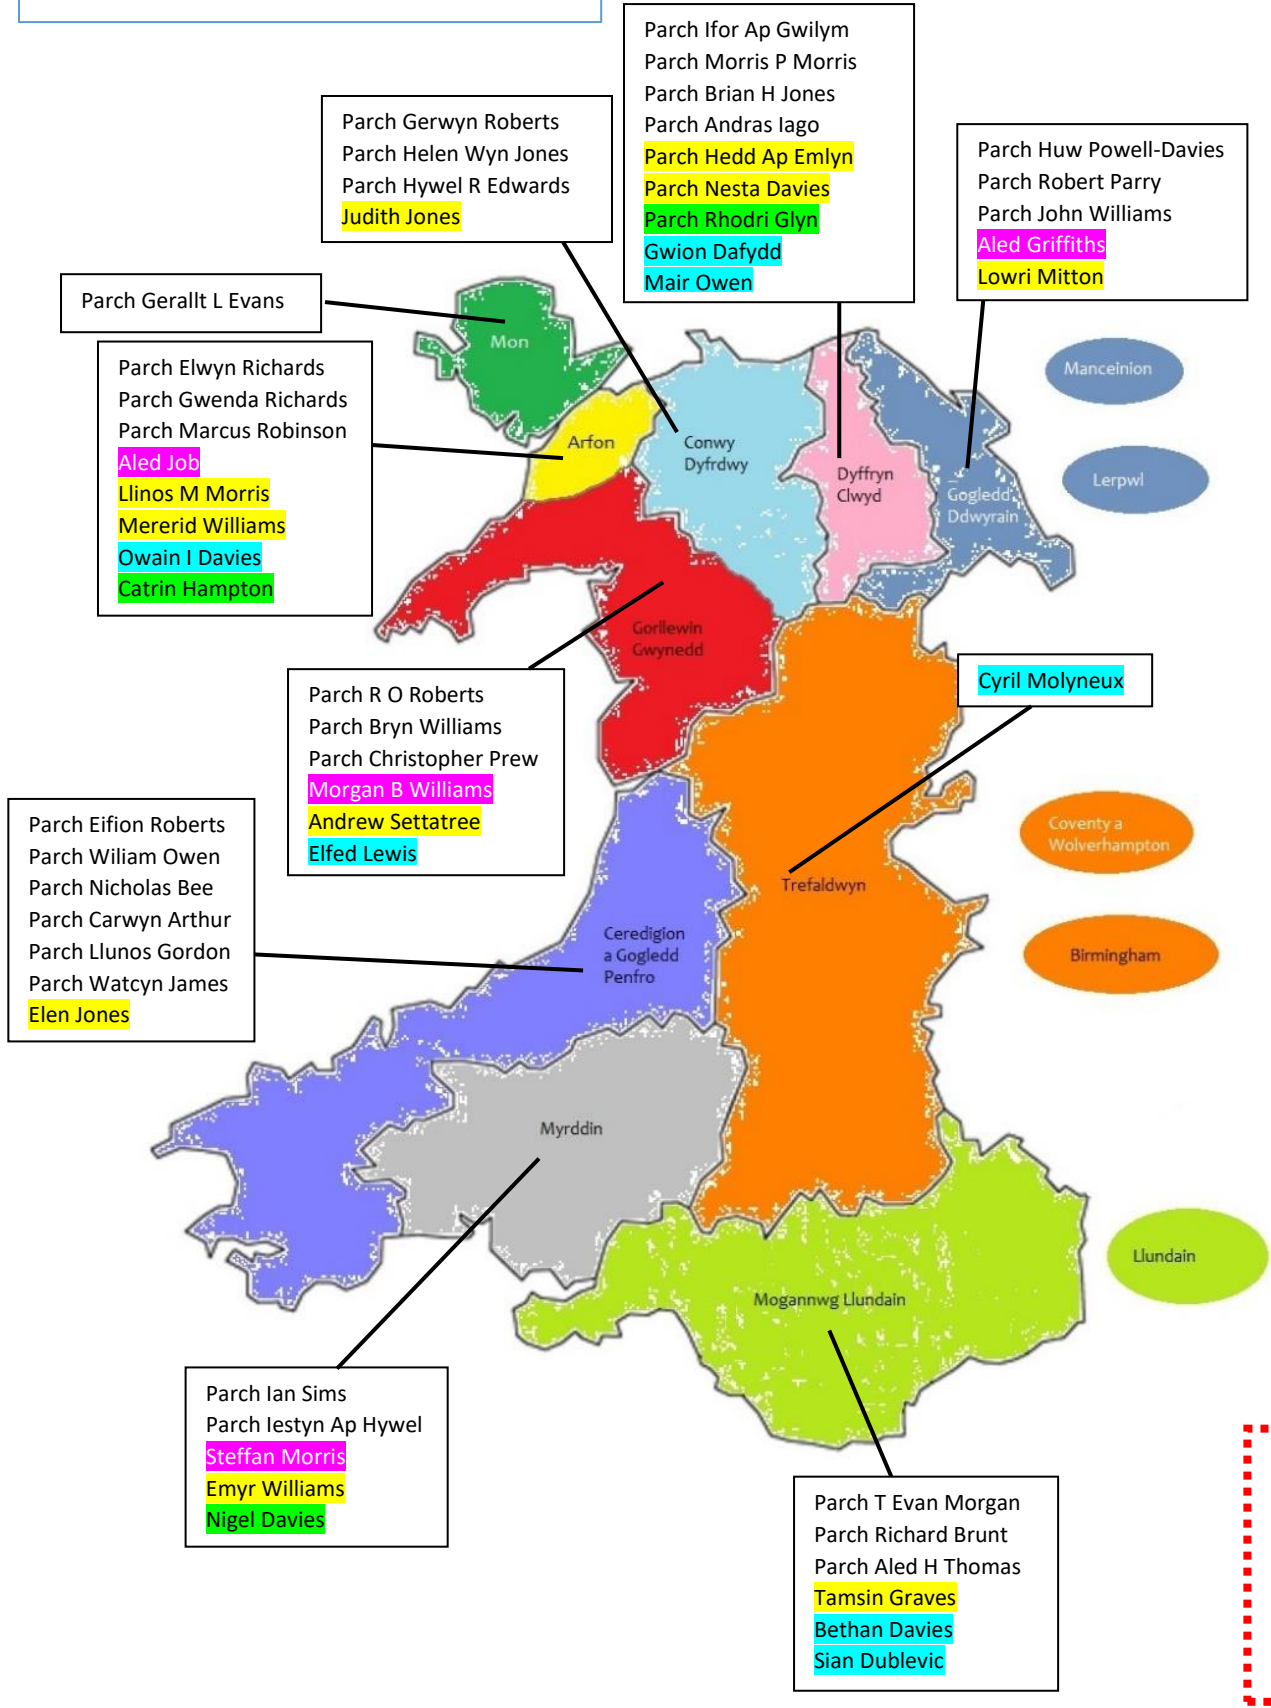 Parch Ifor Ap Gwilym
Parch Morris P Morris
Parch Brian H Jones
Parch Andras Iago
Parch Hedd Ap Emlyn
Parch Nesta Davies
Parch Rhodri Glyn
Gwion Dafydd
Mair Owen
Parch Gerwyn Roberts
Parch Helen Wyn Jones
Parch Hywel R Edwards
Judith Jones
Parch Huw Powell-Davies
Parch Robert Parry
Parch John Williams
Aled Griffiths
Lowri Mitton
Parch Gerallt L Evans
Parch Elwyn Richards
Parch Gwenda Richards
Parch Marcus Robinson
Aled Job
Llinos M Morris
Mererid Williams
Owain I Davies
Catrin Hampton
Mon
Arfon
Conwy
Dyfrdwy
Dyffryn
Clwyd
Gogledd
Ddwyrain
Manceinion
Lerpwl
Gorllewin
Gwynedd
Parch R O Roberts
Parch Bryn Williams
Parch Christopher Prew
Morgan B Williams
Andrew Settatree
Elfed Lewis
Cyril Molyneux
Parch Eifion Roberts
Parch Wiliam Owen
Parch Nicholas Bee
Parch Carwyn Arthur
Parch Llunos Gordon
Parch Watcyn James
Elen Jones
Trefaldwyn
Coventy a
Wolverhampton
Birmingham
Ceredigion
a Gogledd
Penfro
Myrddin
Mogannwg Llundain
Llundain
Parch Ian Sims
Parch Iestyn Ap Hywel
Steffan Morris
Emyr Williams
Nigel Davies
Parch T Evan Morgan
Parch Richard Brunt
Parch Aled H Thomas
Tamsin Graves
Bethan Davies
Sian Dublevic